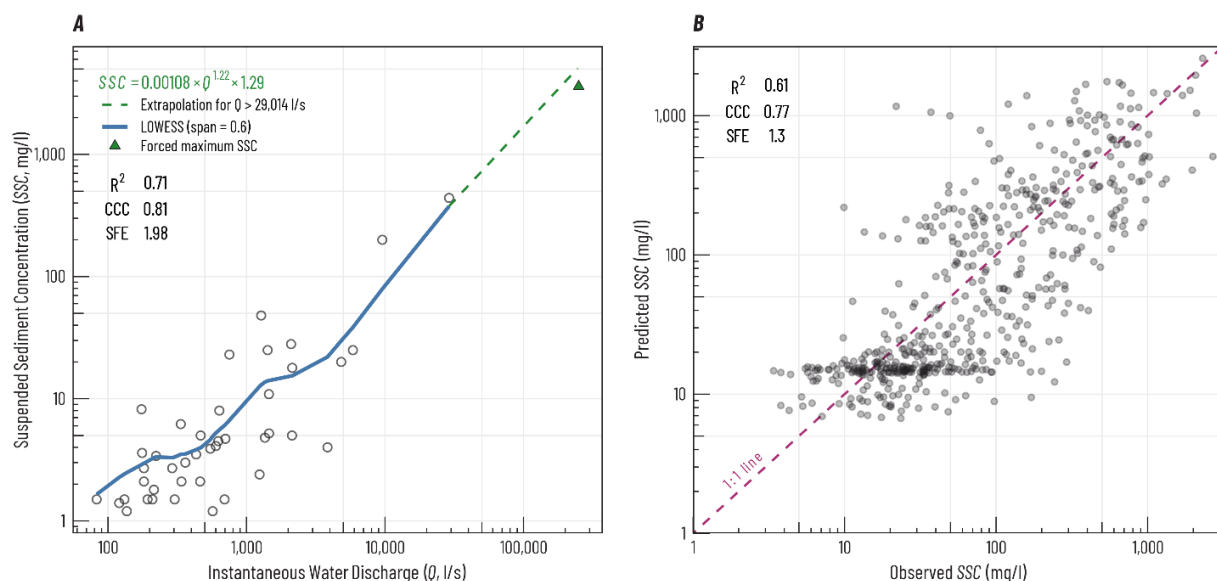 A
SSC = 0.00108 × Q^1.22 × 1.29
Extrapolation for Q > 29,014 l/s
LOWESS (span = 0.6)
Forced maximum SSC
R² 0.71
CCC 0.81
SFE 1.98
Suspended Sediment Concentration (SSC, mg/l)
1,000
100
10
1
100
1,000
10,000
100,000
Instantaneous Water Discharge (Q, l/s)
B
R² 0.61
CCC 0.77
SFE 1.3
1:1 line
Predicted SSC (mg/l)
1,000
100
10
1
1
10
100
1,000
Observed SSC (mg/l)